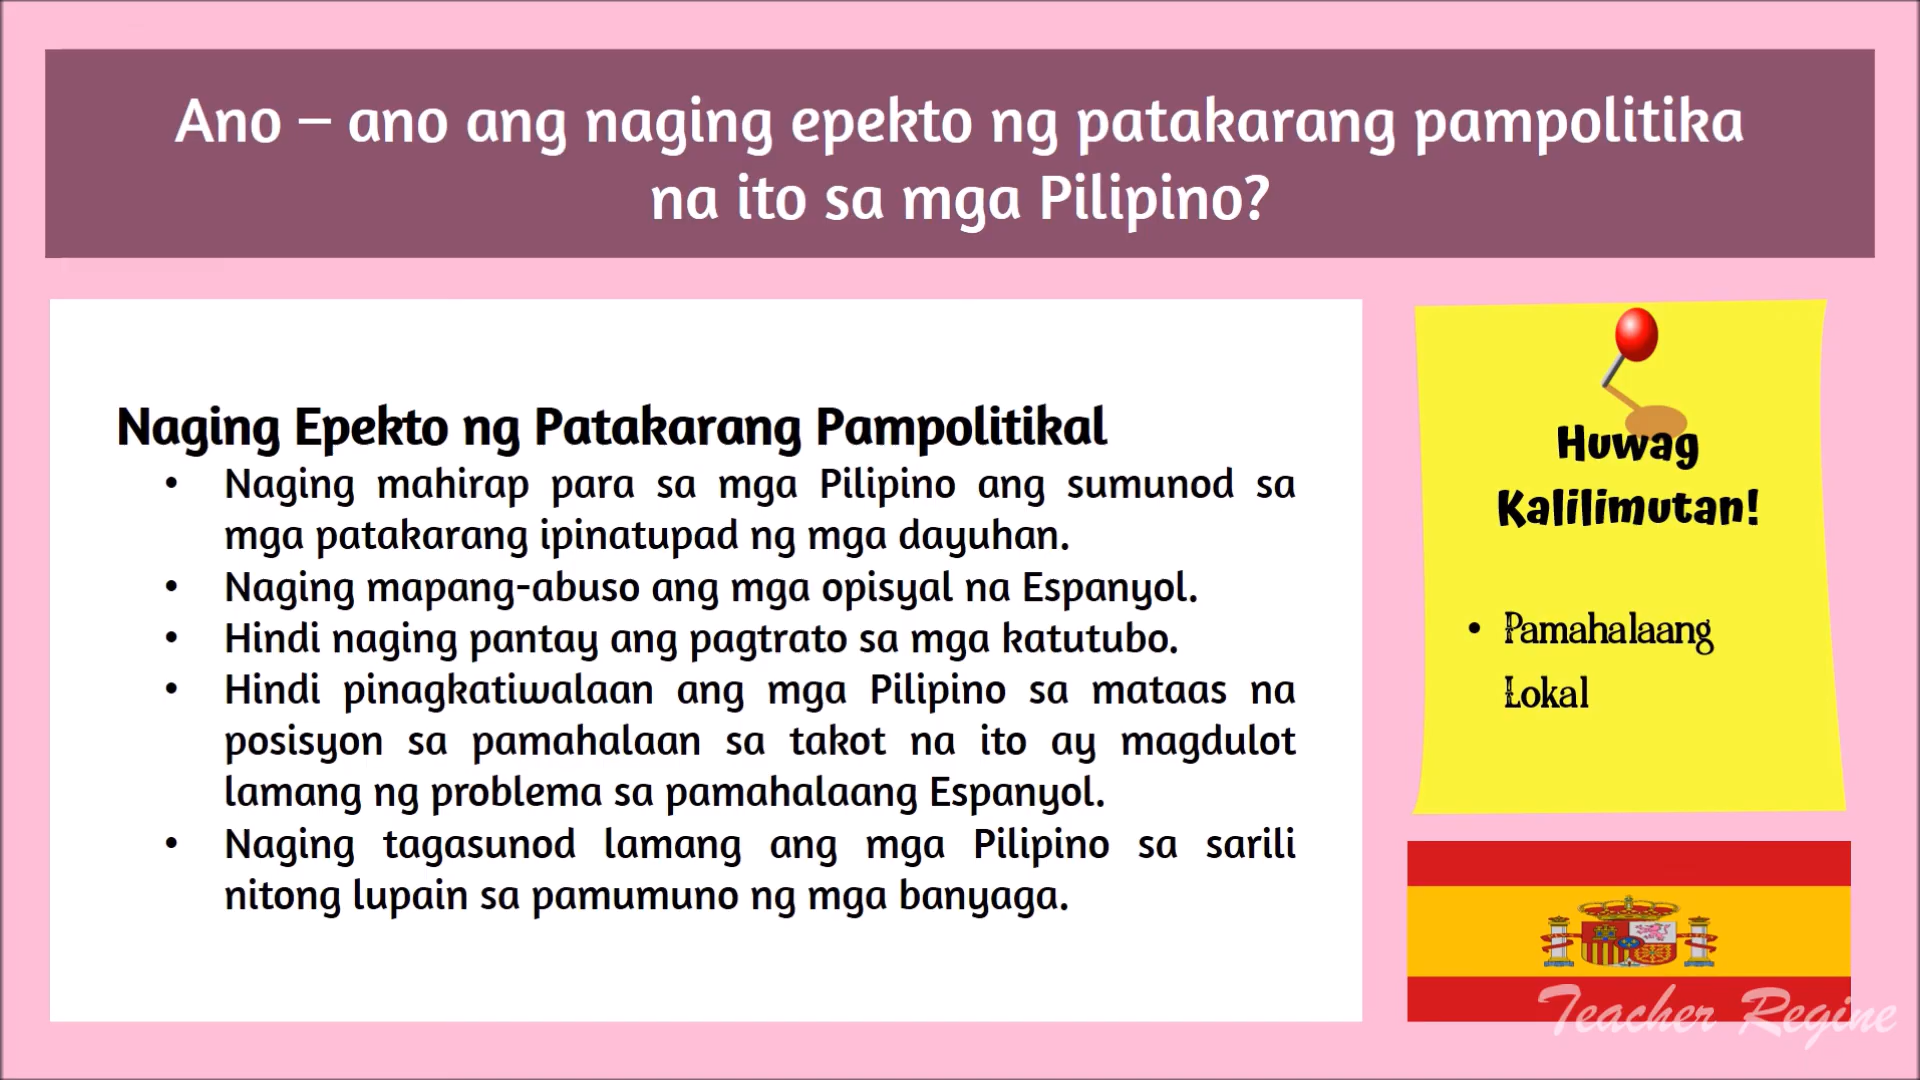 Ano – ano ang naging epekto ng patakarang pampolitika
na ito sa mga Pilipino?
Naging Epekto ng Patakarang Pampolitikal
• Naging mahirap para sa mga Pilipino ang sumunod sa
mga patakarang ipinatupad ng mga dayuhan.
• Naging mapang-abuso ang mga opisyal na Espanyol.
• Hindi naging pantay ang pagtrato sa mga katutubo.
• Hindi pinagkatiwalaan ang mga Pilipino sa mataas na
posisyon sa pamahalaan sa takot na ito ay magdulot
lamang ng problema sa pamahalaang Espanyol.
• Naging tagasunod lamang ang mga Pilipino sa sarili
nitong lupain sa pamumuno ng mga banyaga.
Huwag
Kalilimutan!
• Pamahalaang
Lokal
Teacher Regine